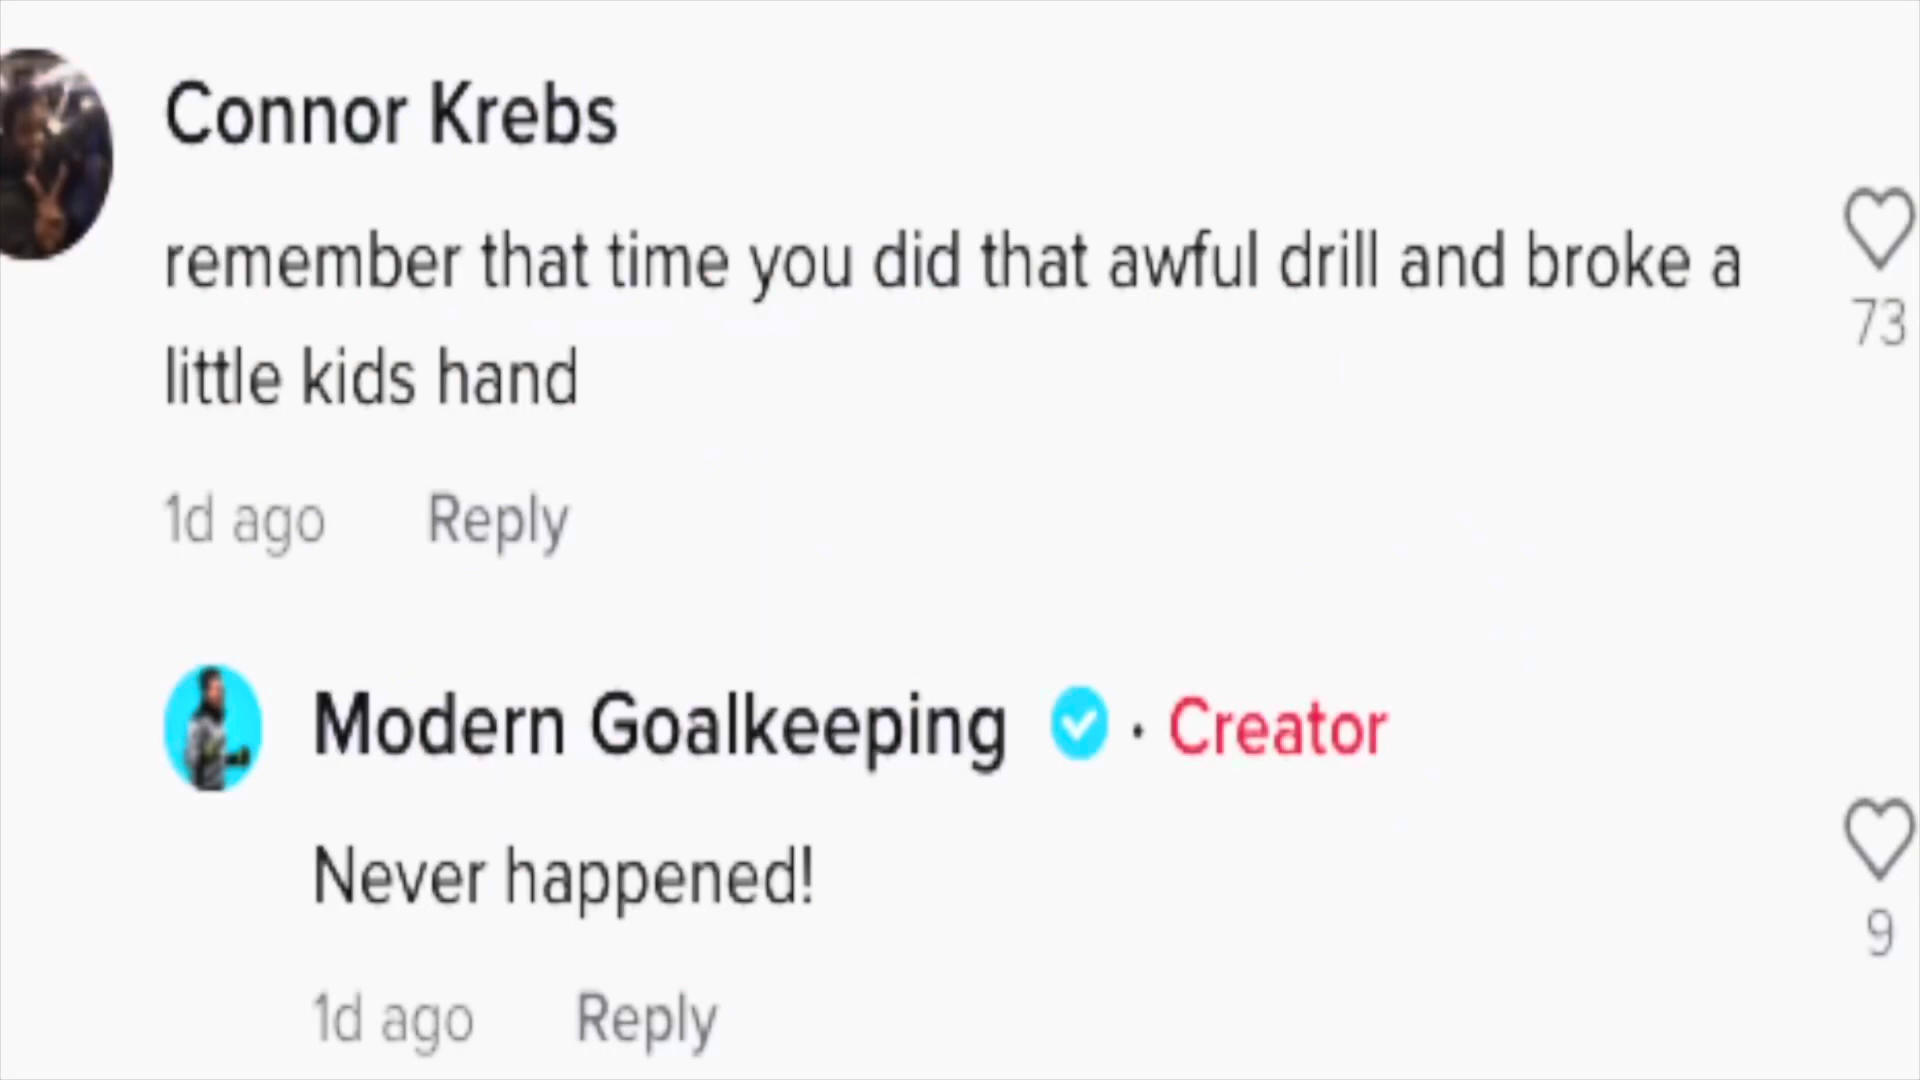 Connor Krebs
remember that time you did that awful drill and broke a
73
little kids hand
1d ago Reply
Modern Goalkeeping · Creator
Never happened!
9
1d ago Reply